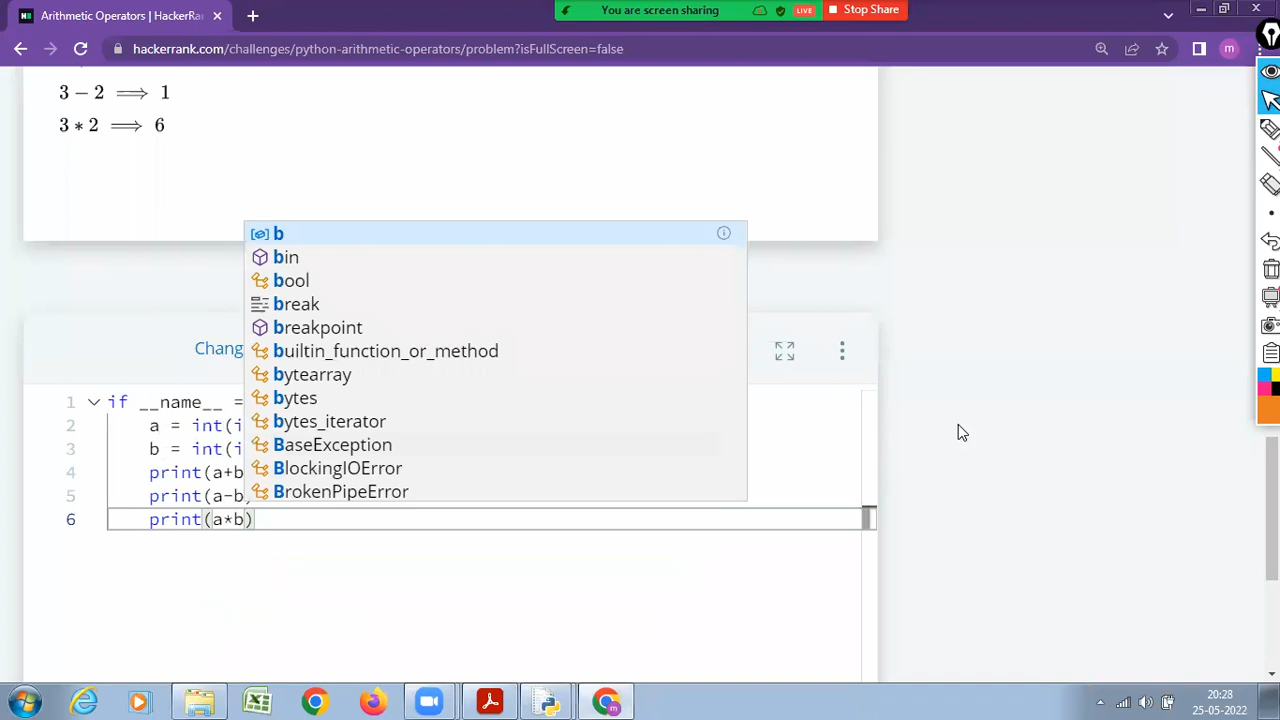 Arithmetic Operators | HackerRan
You are screen sharing
LIVE
Stop Share
hackerrank.com/challenges/python-arithmetic-operators/problem?isFullScreen=false
m
3 − 2 ⟹ 1
3 ∗ 2 ⟹ 6
b
bin
bool
break
breakpoint
builtin_function_or_method
bytearray
bytes
bytes_iterator
BaseException
BlockingIOError
BrokenPipeError
Chang
1 if __name__ =
2 a = int(i
3 b = int(i
4 print(a+b
5 print(a-b
6 print(a*b)
20:28
25-05-2022